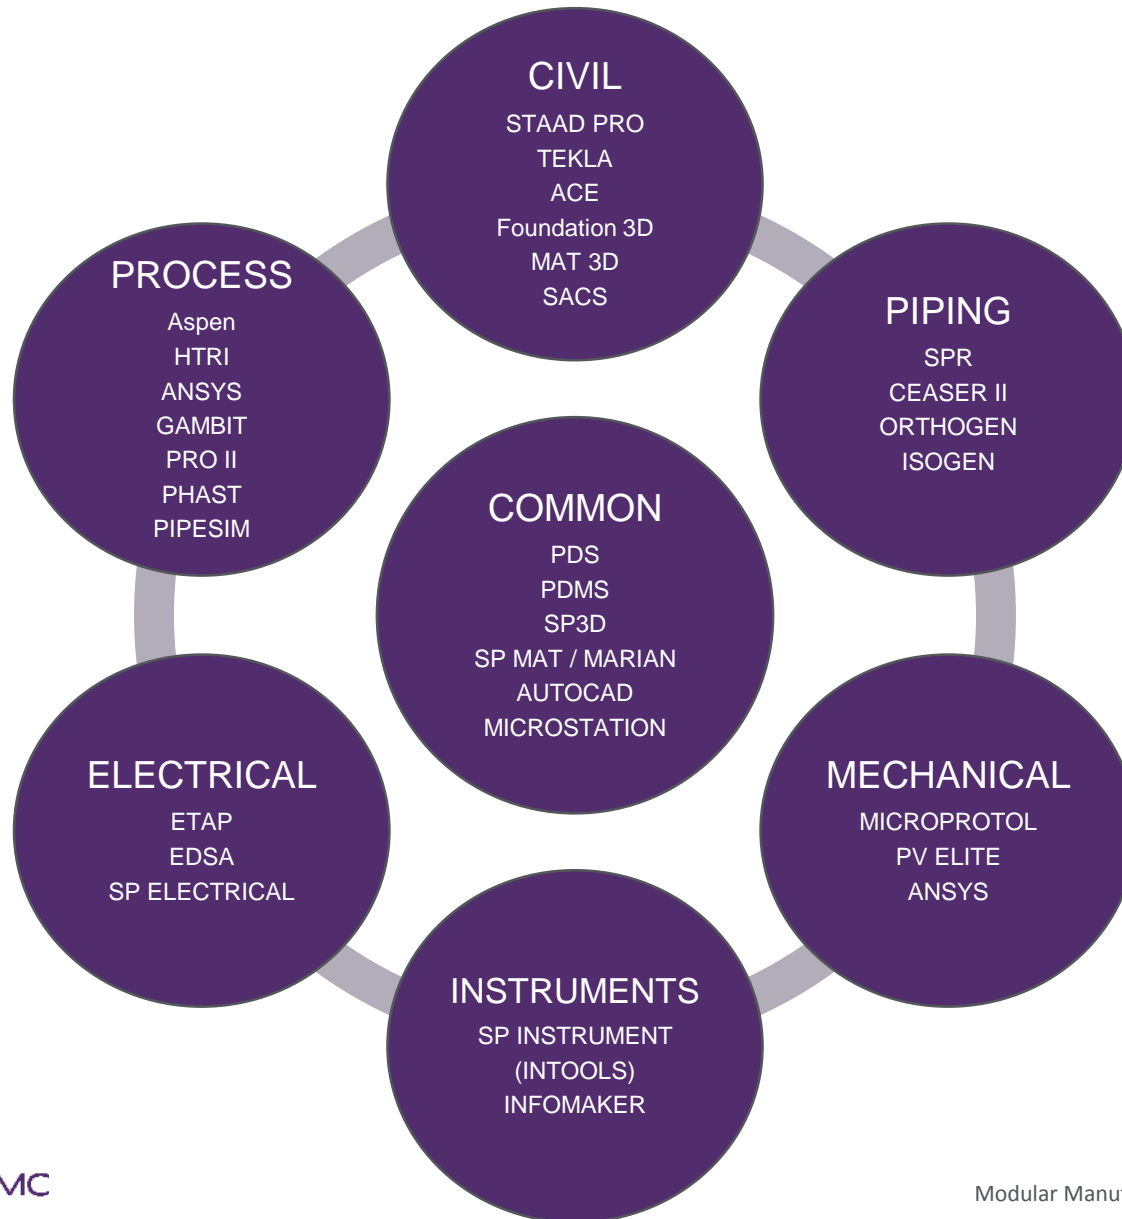 CIVIL
STAAD PRO
TEKLA
ACE
Foundation 3D
MAT 3D
SACS
PROCESS
Aspen
HTRI
ANSYS
GAMBIT
PRO II
PHAST
PIPESIM
PIPING
SPR
CEASER II
ORTHOGEN
ISOGEN
COMMON
PDS
PDMS
SP3D
SP MAT / MARIAN
AUTOCAD
MICROSTATION
ELECTRICAL
ETAP
EDSA
SP ELECTRICAL
MECHANICAL
MICROPROTOL
PV ELITE
ANSYS
INSTRUMENTS
SP INSTRUMENT
(INTOOLS)
INFOMAKER
MC
Modular